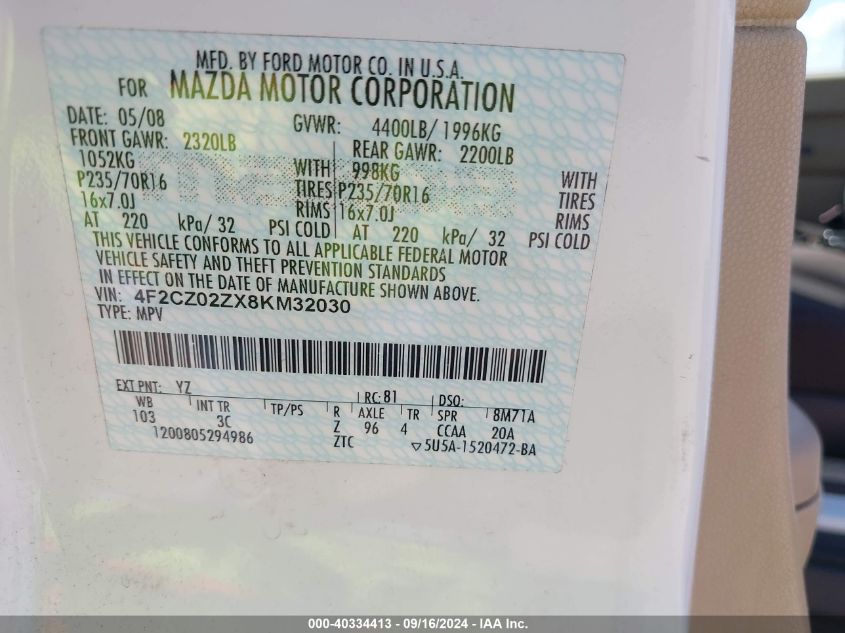 MFD. BY FORD MOTOR CO. IN U.S.A.
FOR MAZDA MOTOR CORPORATION
DATE: 05/08 GVWR: 4400LB/ 1996KG
FRONT GAWR: 2320LB REAR GAWR: 2200LB
1052KG WITH 998KG WITH
P235/70R16 TIRES P235/70R16 TIRES
16x7.0J RIMS 16x7.0J RIMS
AT 220 kPa/ 32 PSI COLD AT 220 kPa/ 32 PSI COLD
THIS VEHICLE CONFORMS TO ALL APPLICABLE FEDERAL MOTOR
VEHICLE SAFETY AND THEFT PREVENTION STANDARDS
IN EFFECT ON THE DATE OF MANUFACTURE SHOWN ABOVE.
VIN: 4F2CZ02ZX8KM32030
TYPE: MPV
EXT PNT: YZ RC: 81 DSO:
WB INT TR TP/PS R AXLE TR SPR 8M71A
103 3C Z 96 4 CCAA 20A
1200805294986 ZTC 5U5A-1520472-BA
000-40334413 - 09/16/2024 - IAA Inc.